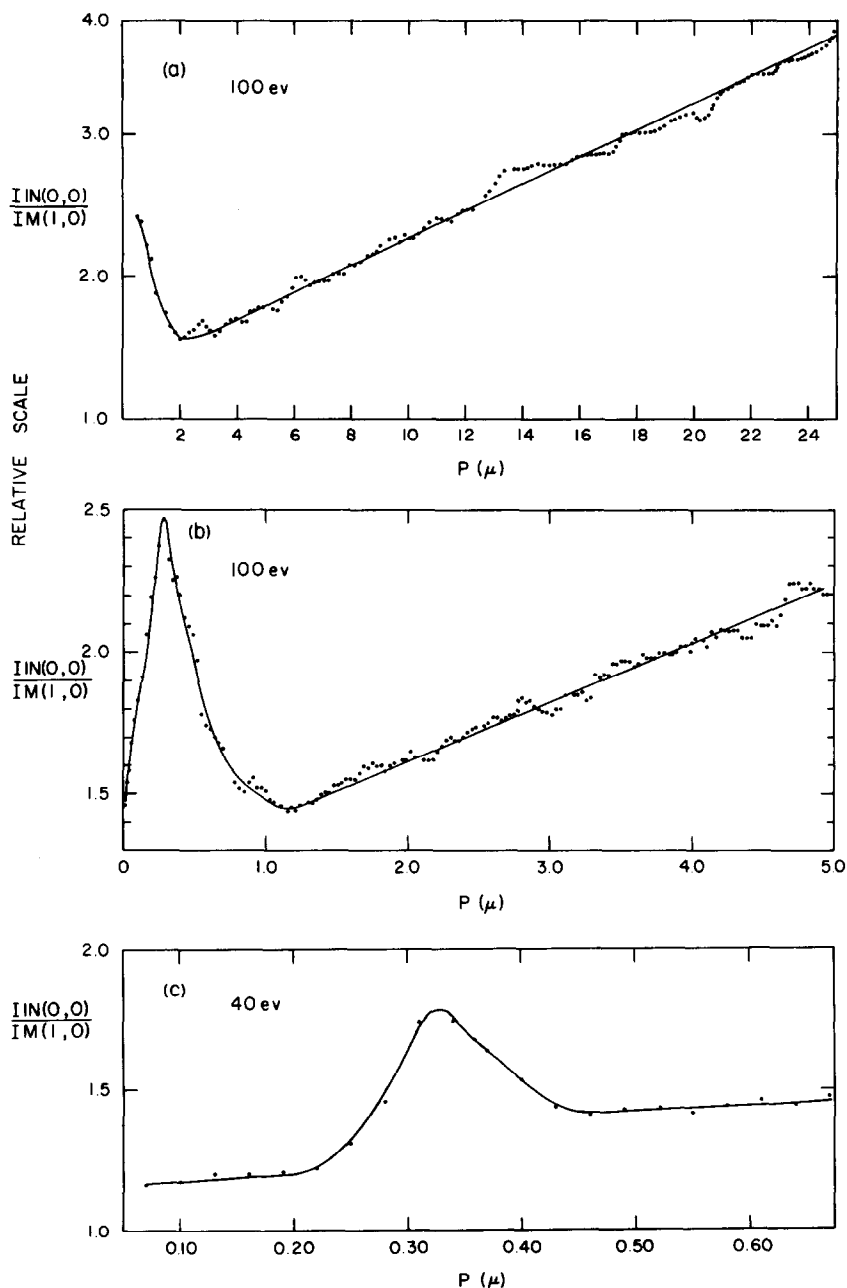 RELATIVE SCALE
4.0
(a)
100 ev
3.0
IIN(0,0)
IM(1,0)
2.0
1.0
2 4 6 8 10 12 14 16 18 20 22 24
P (μ)
2.5
(b)
100 ev
2.0
IIN(0,0)
IM(1,0)
1.5
0 1.0 2.0 3.0 4.0 5.0
P (μ)
2.0
(c)
40 ev
IIN(0,0)
IM(1,0)
1.5
1.0
0.10 0.20 0.30 0.40 0.50 0.60
P (μ)